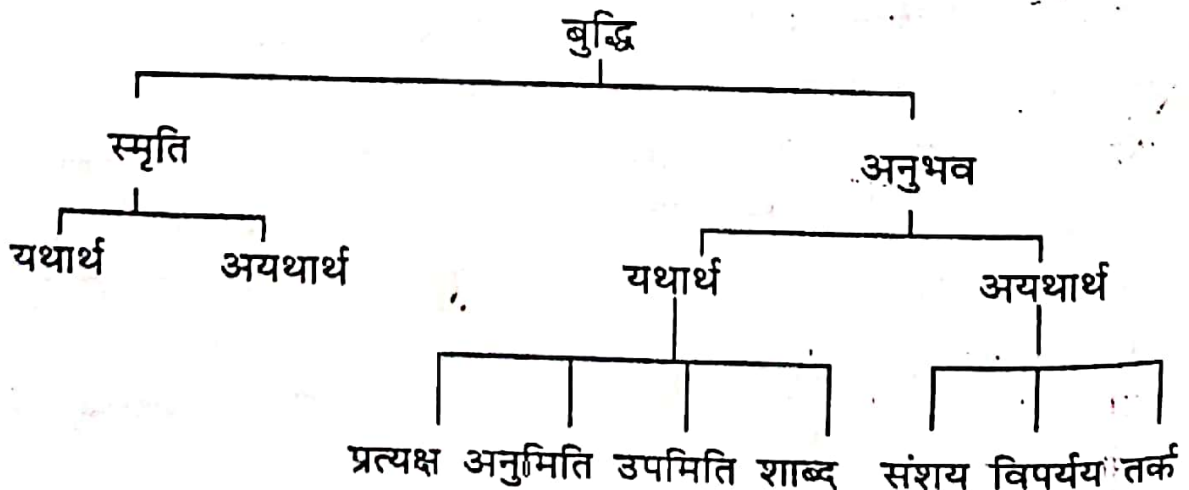 बुद्धि
स्मृति अनुभव
यथार्थ अयथार्थ यथार्थ अयथार्थ
प्रत्यक्ष अनुमिति उपमिति शाब्द संशय विपर्यय तर्क